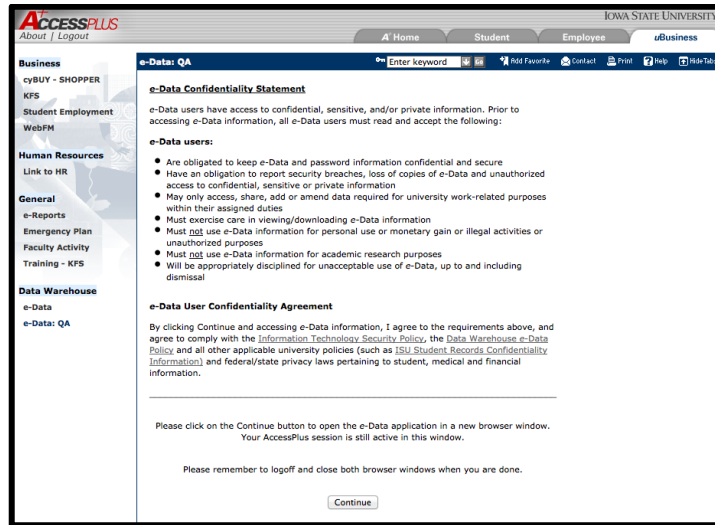 IOWA STATE UNIVERSITY
A+CCESSPLUS
About | Logout
A+ Home
Student
Employee
uBusiness
e-Data: QA
Enter keyword
Go
Add Favorite
Contact
Print
Help
HideTabs
Business
cyBUY - SHOPPER
KFS
Student Employment
WebFM
Human Resources
Link to HR
General
e-Reports
Emergency Plan
Faculty Activity
Training - KFS
Data Warehouse
e-Data
e-Data: QA
e-Data Confidentiality Statement
e-Data users have access to confidential, sensitive, and/or private information. Prior to
accessing e-Data information, all e-Data users must read and accept the following:
e-Data users:
• Are obligated to keep e-Data and password information confidential and secure
• Have an obligation to report security breaches, loss of copies of e-Data and unauthorized
access to confidential, sensitive or private information
• May only access, share, add or amend data required for university work-related purposes
within their assigned duties
• Must exercise care in viewing/downloading e-Data information
• Must not use e-Data information for personal use or monetary gain or illegal activities or
unauthorized purposes
• Must not use e-Data information for academic research purposes
• Will be appropriately disciplined for unacceptable use of e-Data, up to and including
dismissal
e-Data User Confidentiality Agreement
By clicking Continue and accessing e-Data information, I agree to the requirements above, and
agree to comply with the Information Technology Security Policy, the Data Warehouse e-Data
Policy and all other applicable university policies (such as ISU Student Records Confidentiality
Information) and federal/state privacy laws pertaining to student, medical and financial
information.
Please click on the Continue button to open the e-Data application in a new browser window.
Your AccessPlus session is still active in this window.
Please remember to logoff and close both browser windows when you are done.
Continue